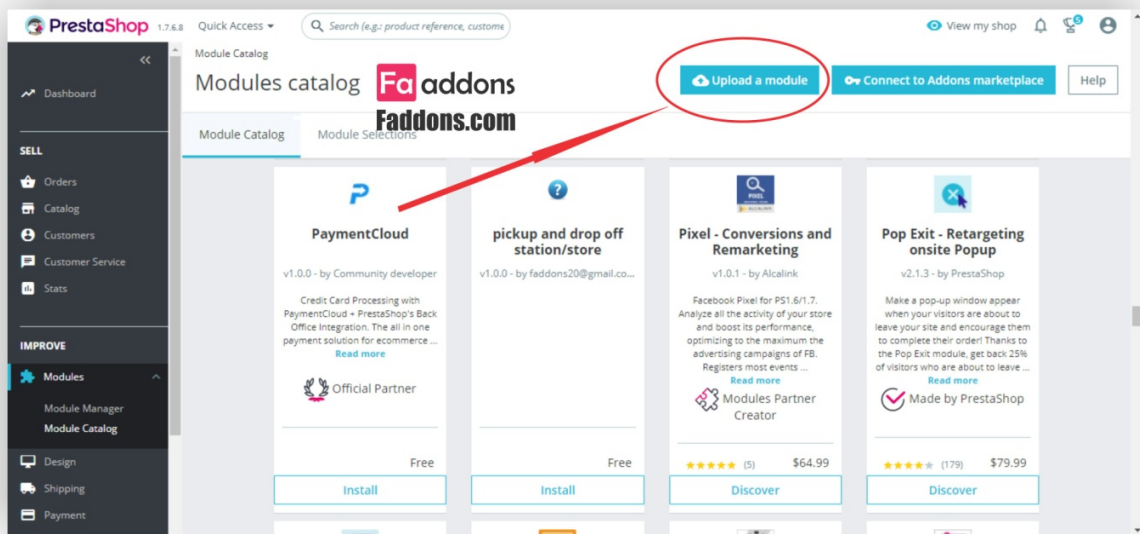 PrestaShop 1.7.6.8 Quick Access Search (e.g.: product reference, custome View my shop 5
Module Catalog
Modules catalog Fa addons Upload a module Connect to Addons marketplace Help
Faddons.com
Module Catalog Module Selections
Dashboard
SELL
Orders
Catalog
Customers
Customer Service
Stats
IMPROVE
Modules
Module Manager
Module Catalog
Design
Shipping
Payment
PaymentCloud
v1.0.0 - by Community developer
Credit Card Processing with
PaymentCloud + PrestaShop's Back
Office Integration. The all in one
payment solution for ecommerce ...
Read more
Official Partner
Free
Install
pickup and drop off
station/store
v1.0.0 - by faddons20@gmail.co...
Free
Install
PIXEL
Pixel - Conversions and
Remarketing
v1.0.1 - by Alcalink
Facebook Pixel for PS1.6/1.7.
Analyze all the activity of your store
and boost its performance,
optimizing to the maximum the
advertising campaigns of FB.
Registers most events ...
Read more
Modules Partner
Creator
(5) $64.99
Discover
Pop Exit - Retargeting
onsite Popup
v2.1.3 - by PrestaShop
Make a pop-up window appear
when your visitors are about to
leave your site and encourage them
to complete their order! Thanks to
the Pop Exit module, get back 25%
of visitors who are about to leave ...
Read more
Made by PrestaShop
(179) $79.99
Discover